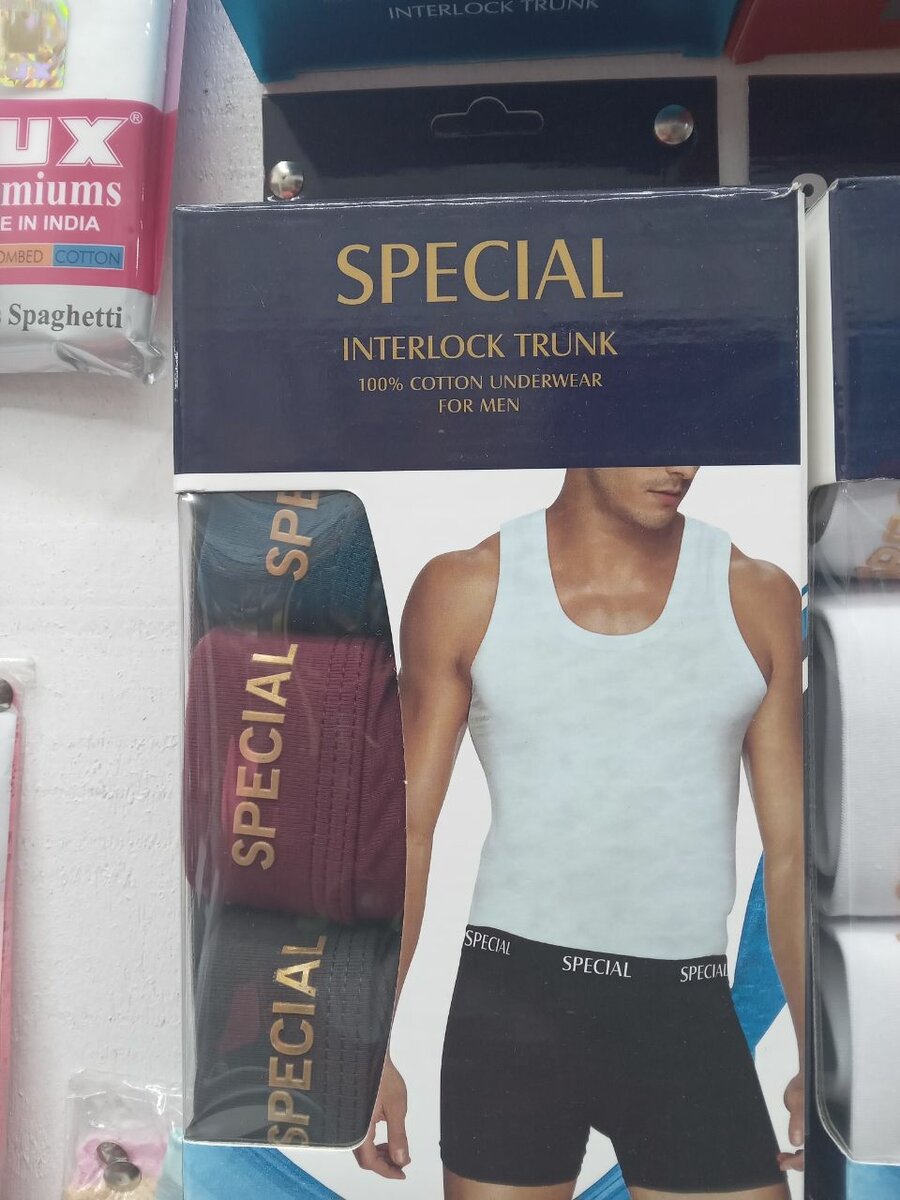 INTERLOCK TRUNK
UX®
miums
E IN INDIA
OMBED COTTON
Spaghetti
SPECIAL
INTERLOCK TRUNK
100% COTTON UNDERWEAR
FOR MEN
SPE
SPECIAL
SPECIAL
SPECIAL SPECIAL SPECIAL